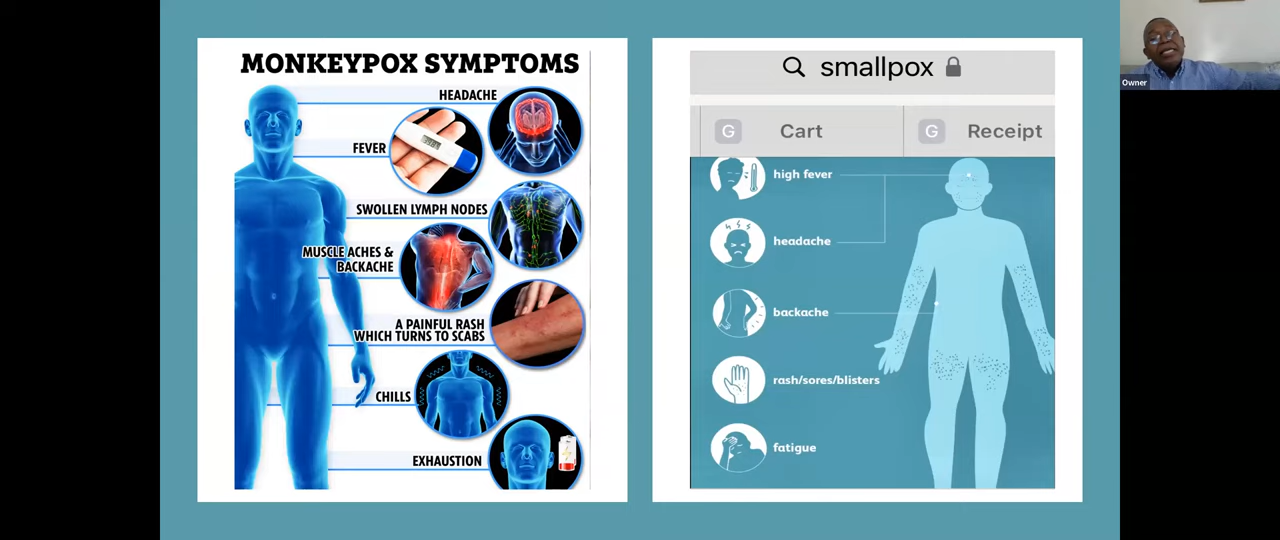 MONKEYPOX SYMPTOMS
HEADACHE
FEVER
SWOLLEN LYMPH NODES
MUSCLE ACHES &
BACKACHE
A PAINFUL RASH
WHICH TURNS TO SCABS
CHILLS
EXHAUSTION
smallpox
G Cart G Receipt
high fever
headache
backache
rash/sores/blisters
fatigue
Owner